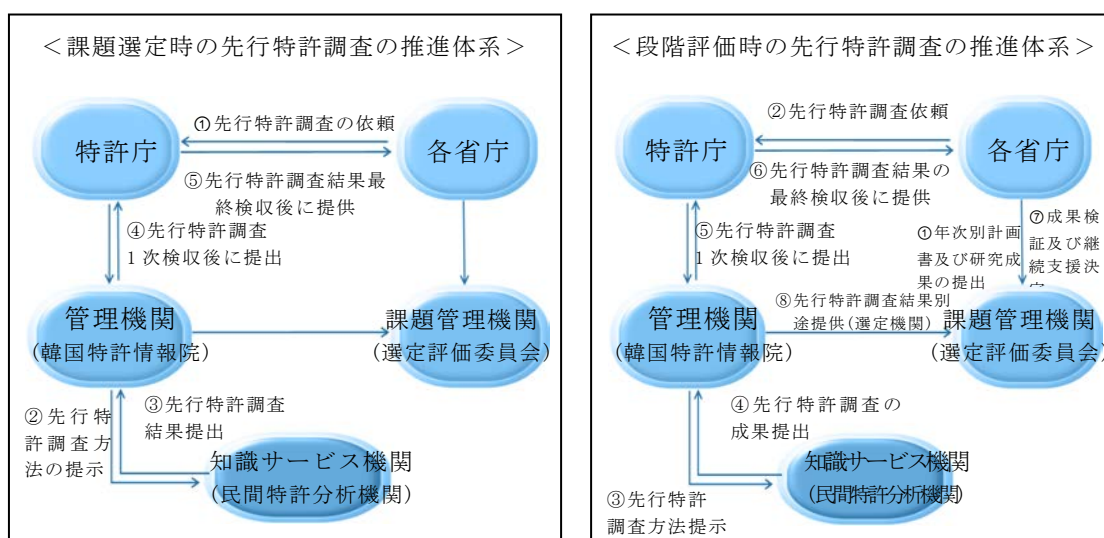 ＜課題選定時の先行特許調査の推進体系＞
①先行特許調査の依頼
特許庁
各省庁
⑤先行特許調査結果最
終検収後に提供
④先行特許調査
1次検収後に提出
管理機関
(韓国特許情報院)
課題管理機関
(選定評価委員会)
②先行特
許調査方
法の提示
③先行特許調査
結果提出
知識サービス機関
(民間特許分析機関)
＜段階評価時の先行特許調査の推進体系＞
②先行特許調査依頼
特許庁
各省庁
⑥先行特許調査結果の
最終検収後に提供
⑤先行特許調査
1次検収後に提出
①年次別計画
書及び研究成
果の提出
⑦成果検
証及び継
続支援決
⑧先行特許調査結果別
途提供(選定機関)
管理機関
(韓国特許情報院)
課題管理機関
(選定評価委員会)
④先行特許調査の
成果提出
知識サービス機関
(民間特許分析機関)
③先行特許
調査方法提示